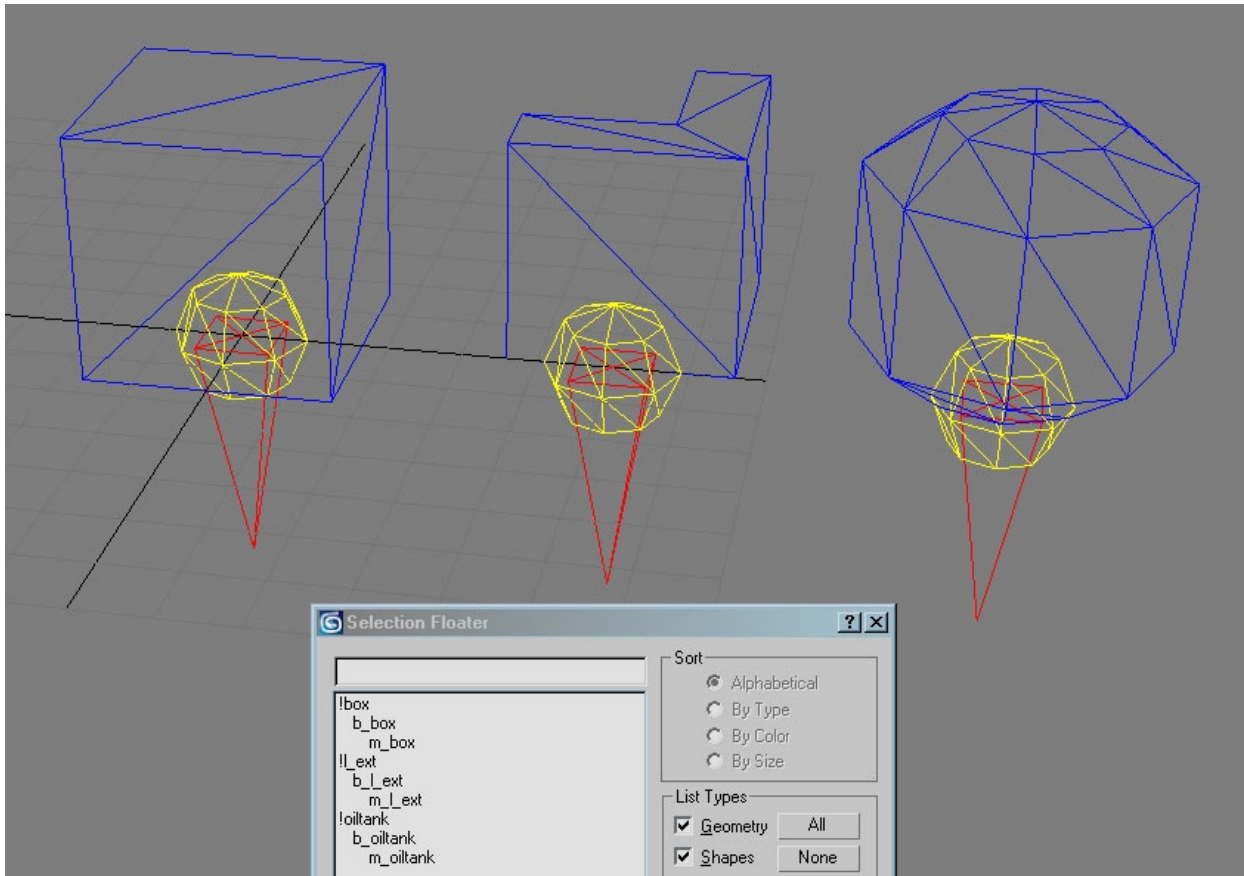 Selection Floater
!box
b_box
m_box
!l_ext
b_l_ext
m_l_ext
!oiltank
b_oiltank
m_oiltank
Sort
Alphabetical
By Type
By Color
By Size
List Types
Geometry All
Shapes None